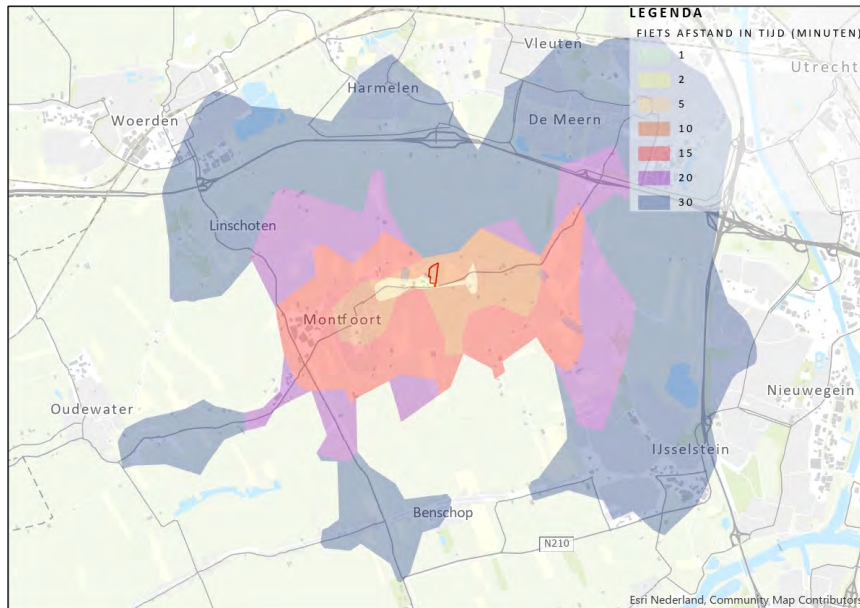 LEGENDA
FIETS AFSTAND IN TIJD (MINUTEN)
1
2
5
10
15
20
30
Vleuten
Utrecht
Harmelen
Woerden
De Meern
Linschoten
Montfoort
Nieuwegein
Oudewater
IJsselstein
Benschop
N210
Esri Nederland, Community Map Contributors